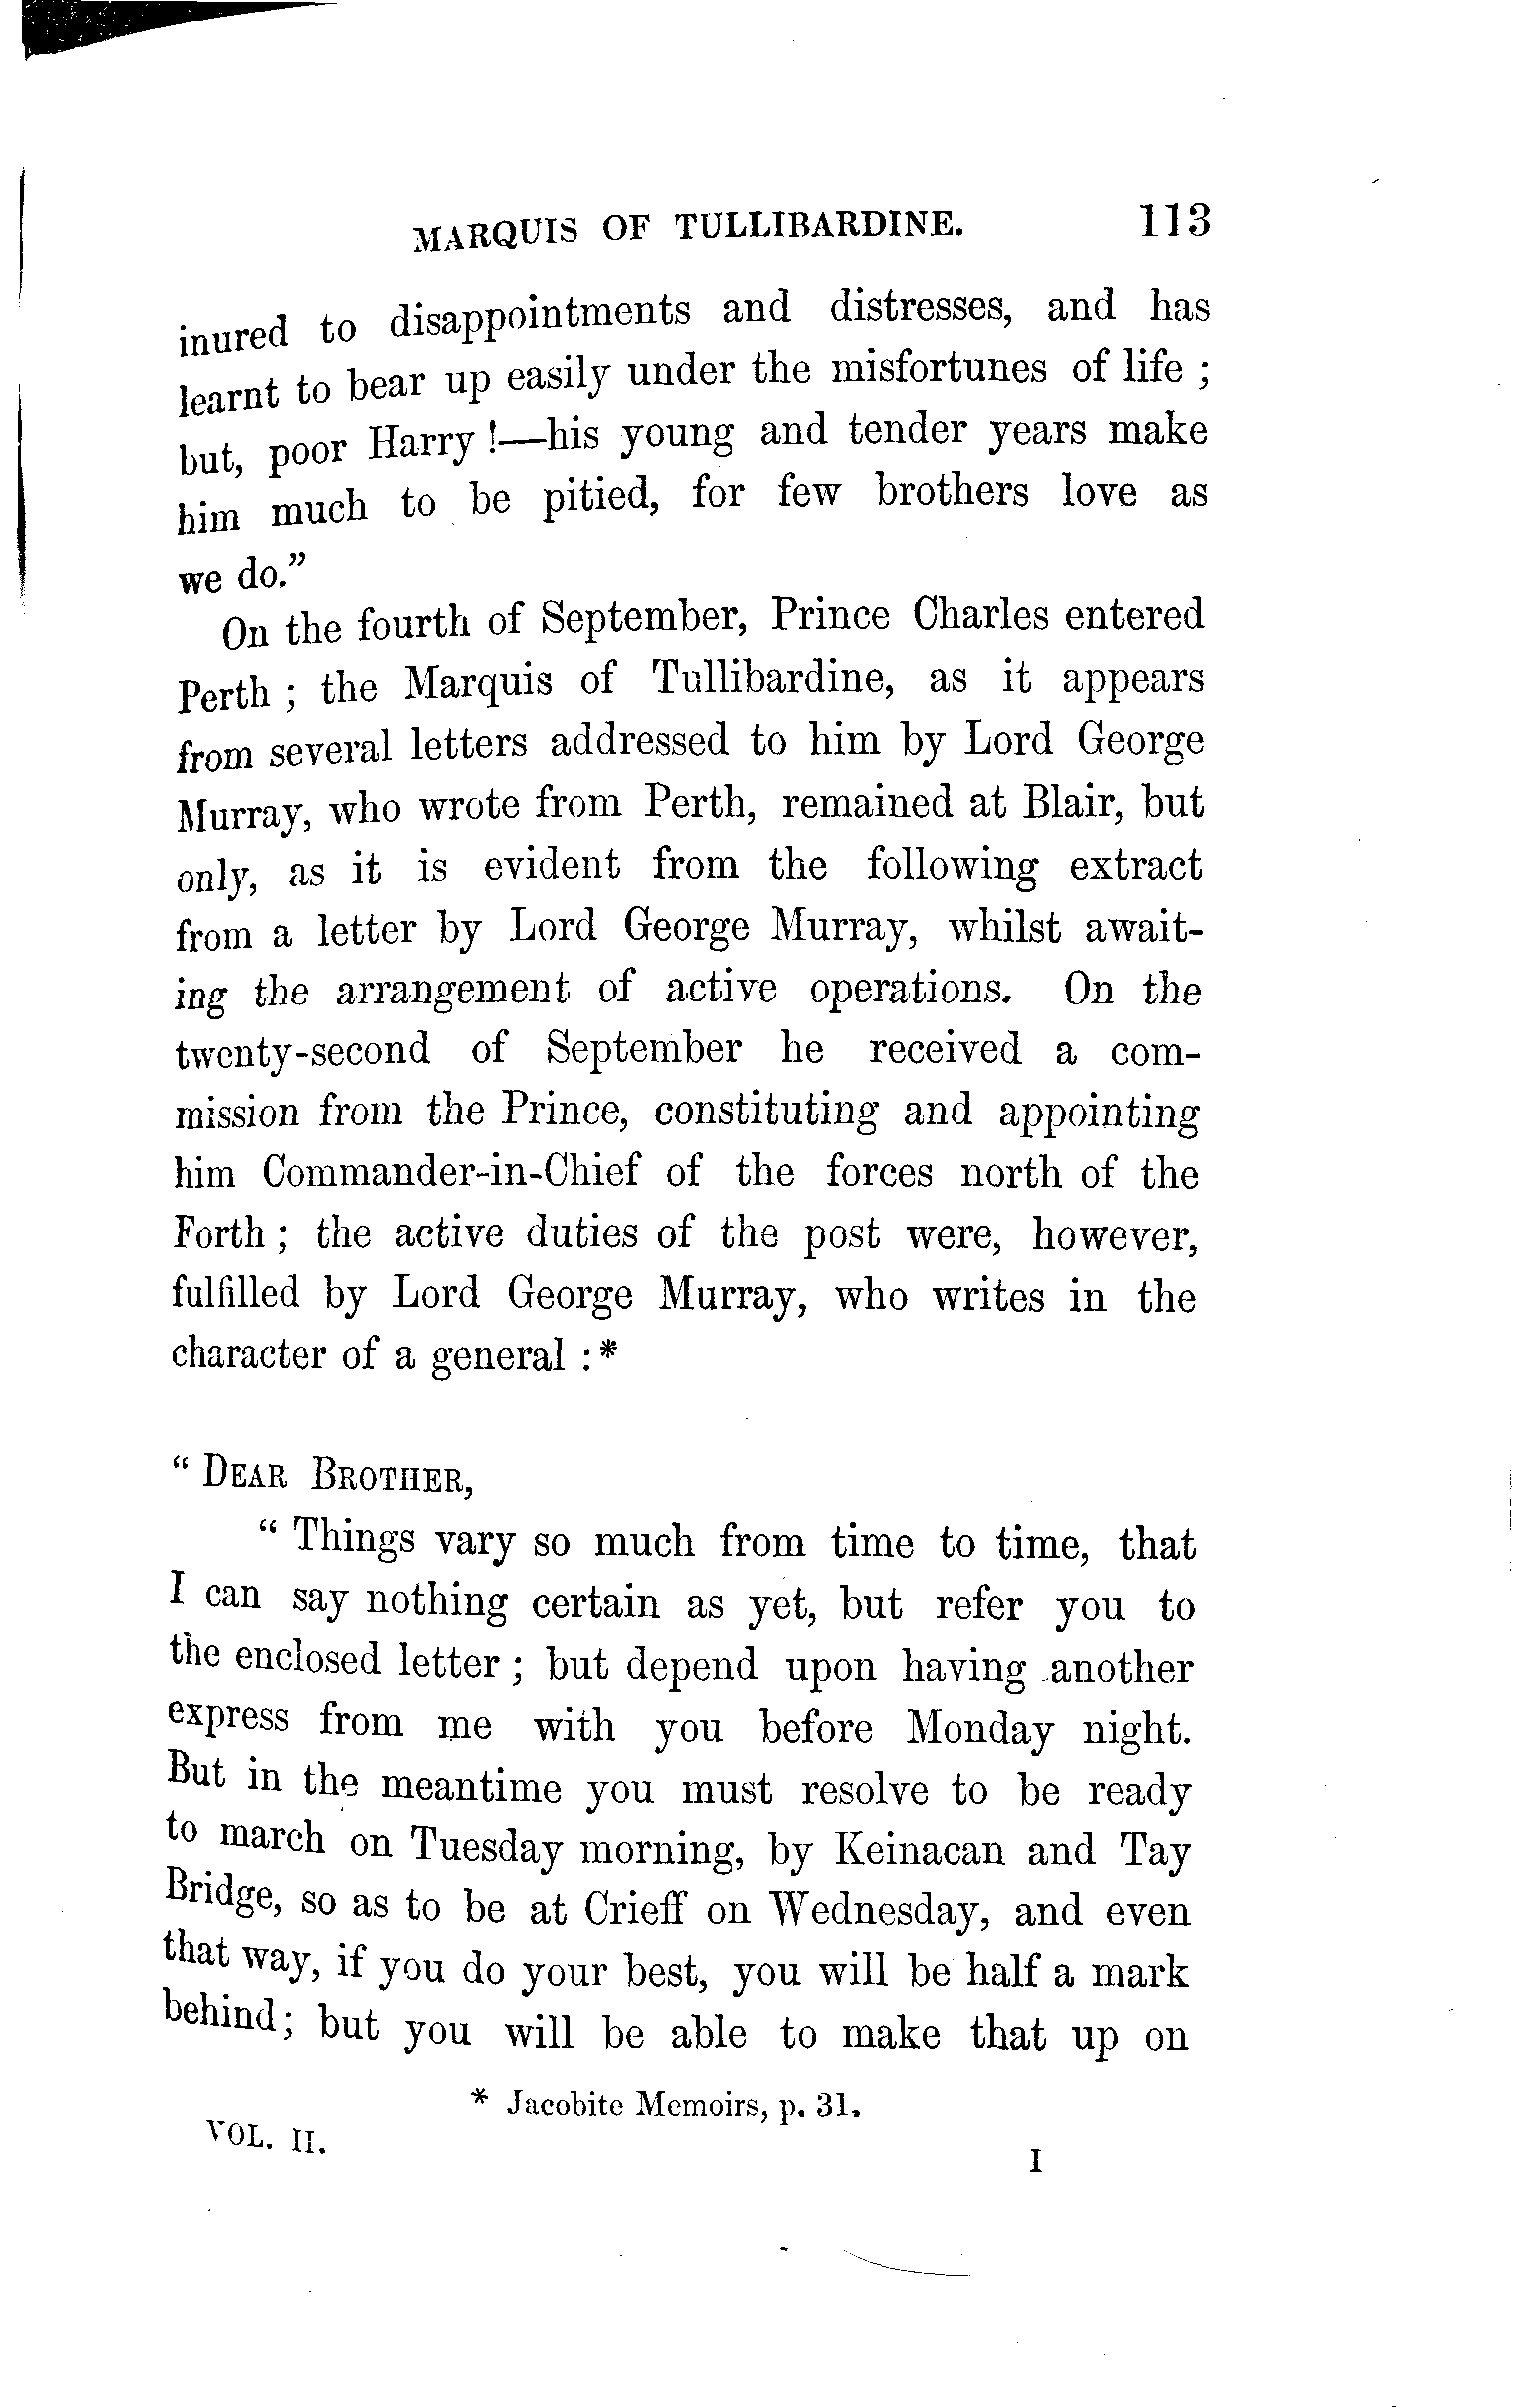 MARQUIS OF TULLIBARDINE. 113
inured to disappointments and distresses, and has
learnt to bear up easily under the misfortunes of life ;
but, poor Harry !—his young and tender years make
him much to be pitied, for few brothers love as
we do.”
On the fourth of September, Prince Charles entered
Perth ; the Marquis of Tullibardine, as it appears
from several letters addressed to him by Lord George
Murray, who wrote from Perth, remained at Blair, but
only, as it is evident from the following extract
from a letter by Lord George Murray, whilst await-
ing the arrangement of active operations. On the
twenty-second of September he received a com-
mission from the Prince, constituting and appointing
him Commander-in-Chief of the forces north of the
Forth ; the active duties of the post were, however,
fulfilled by Lord George Murray, who writes in the
character of a general :*
“ DEAR BROTHER,
“ Things vary so much from time to time, that
I can say nothing certain as yet, but refer you to
the enclosed letter ; but depend upon having another
express from me with you before Monday night.
But in the meantime you must resolve to be ready
to march on Tuesday morning, by Keinacan and Tay
Bridge, so as to be at Crieff on Wednesday, and even
that way, if you do your best, you will be half a mark
behind; but you will be able to make that up on
* Jacobite Memoirs, p. 31.
VOL. II.
I